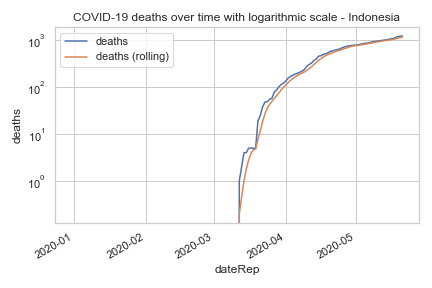 COVID-19 deaths over time with logarithmic scale - Indonesia
deaths
deaths (rolling)
10³
10²
10¹
10⁰
deaths
2020-01
2020-02
2020-03
2020-04
2020-05
dateRep